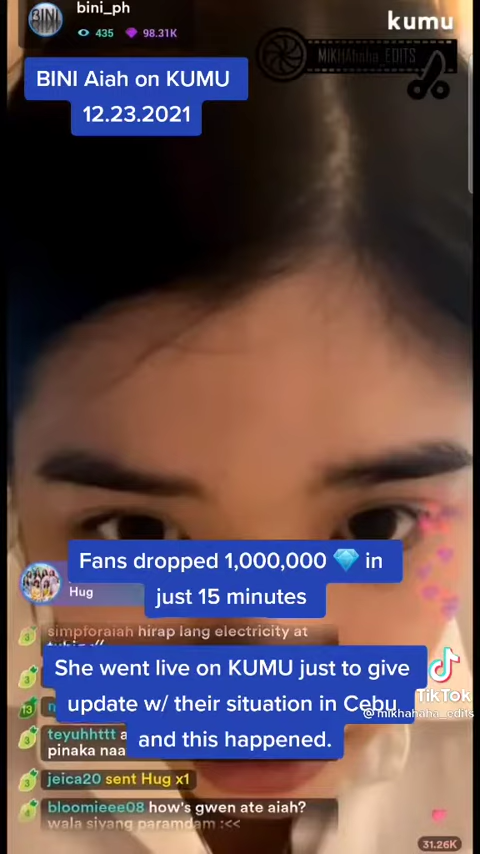 bini_ph
kumu
435
98.31K
MIKHAhaha_EDITS
BINI Aiah on KUMU
12.23.2021
Fans dropped 1,000,000 💎 in
just 15 minutes
Hug
simpforaiah hirap lang electricity at
She went live on KUMU just to give
update w/ their situation in Cebu
and this happened.
TikTok
@mikhahaha_edits
teyuhhttt
pinaka
jeica20 sent Hug x1
bloomieee08 how's gwen ate aiah?
wala siyang paramdam :<<
31.26K